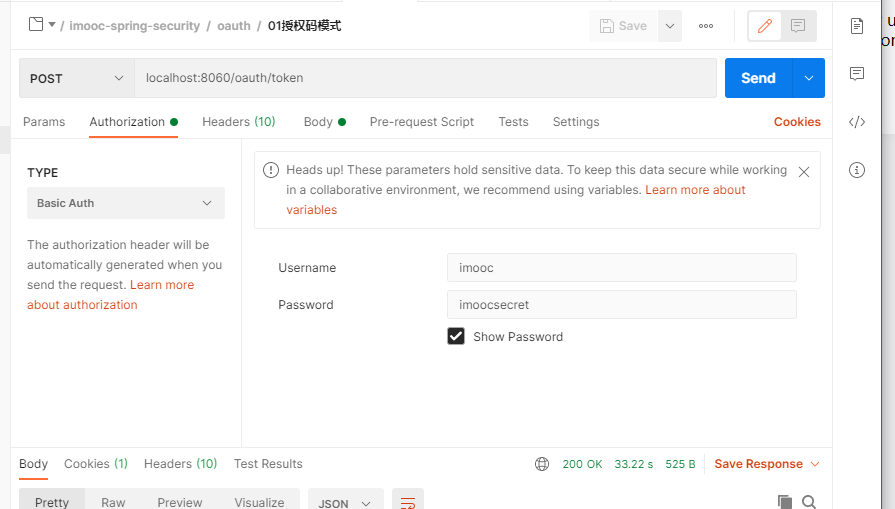 / imooc-spring-security / oauth / 01授权码模式
Save
POST
localhost:8060/oauth/token
Send
Params
Authorization
Headers (10)
Body
Pre-request Script
Tests
Settings
Cookies
TYPE
Basic Auth
The authorization header will be
automatically generated when you
send the request. Learn more
about authorization
Heads up! These parameters hold sensitive data. To keep this data secure while working
in a collaborative environment, we recommend using variables. Learn more about
variables
Username
imooc
Password
imoocsecret
Show Password
Body
Cookies (1)
Headers (10)
Test Results
200 OK
33.22 s
525 B
Save Response
Pretty
Raw
Preview
Visualize
JSON